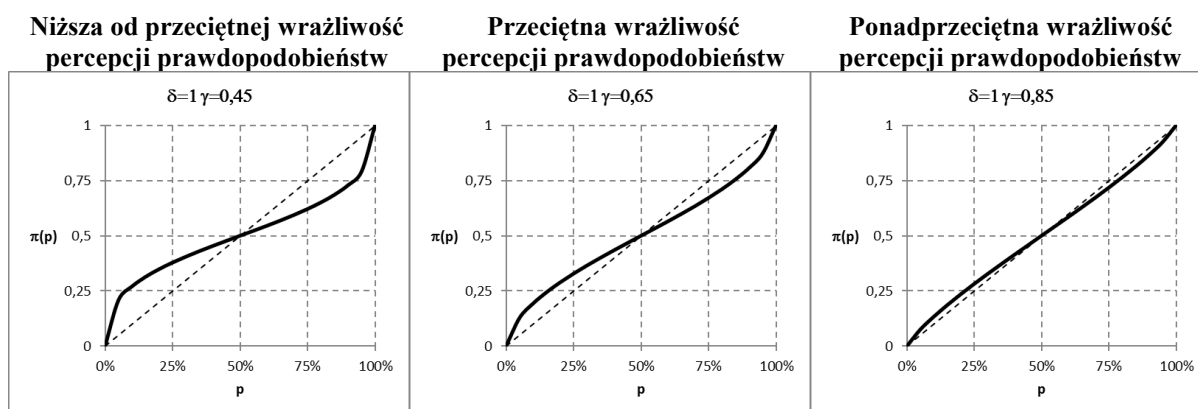 Niższa od przeciętnej wrażliwość
percepcji prawdopodobieństw
δ=1 γ=0,45
1
0,75
π(p) 0,5
0,25
0
0% 25% 50% 75% 100%
p
Przeciętna wrażliwość
percepcji prawdopodobieństw
δ=1 γ=0,65
1
0,75
π(p) 0,5
0,25
0
0% 25% 50% 75% 100%
p
Ponadprzeciętna wrażliwość
percepcji prawdopodobieństw
δ=1 γ=0,85
1
0,75
π(p) 0,5
0,25
0
0% 25% 50% 75% 100%
p